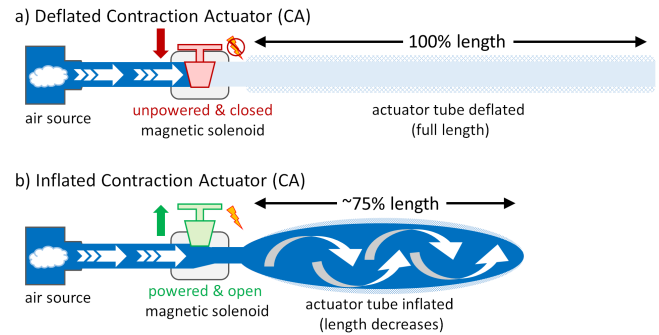 a) Deflated Contraction Actuator (CA)
100% length
air source
unpowered & closed
magnetic solenoid
actuator tube deflated
(full length)
b) Inflated Contraction Actuator (CA)
~75% length
air source
powered & open
magnetic solenoid
actuator tube inflated
(length decreases)